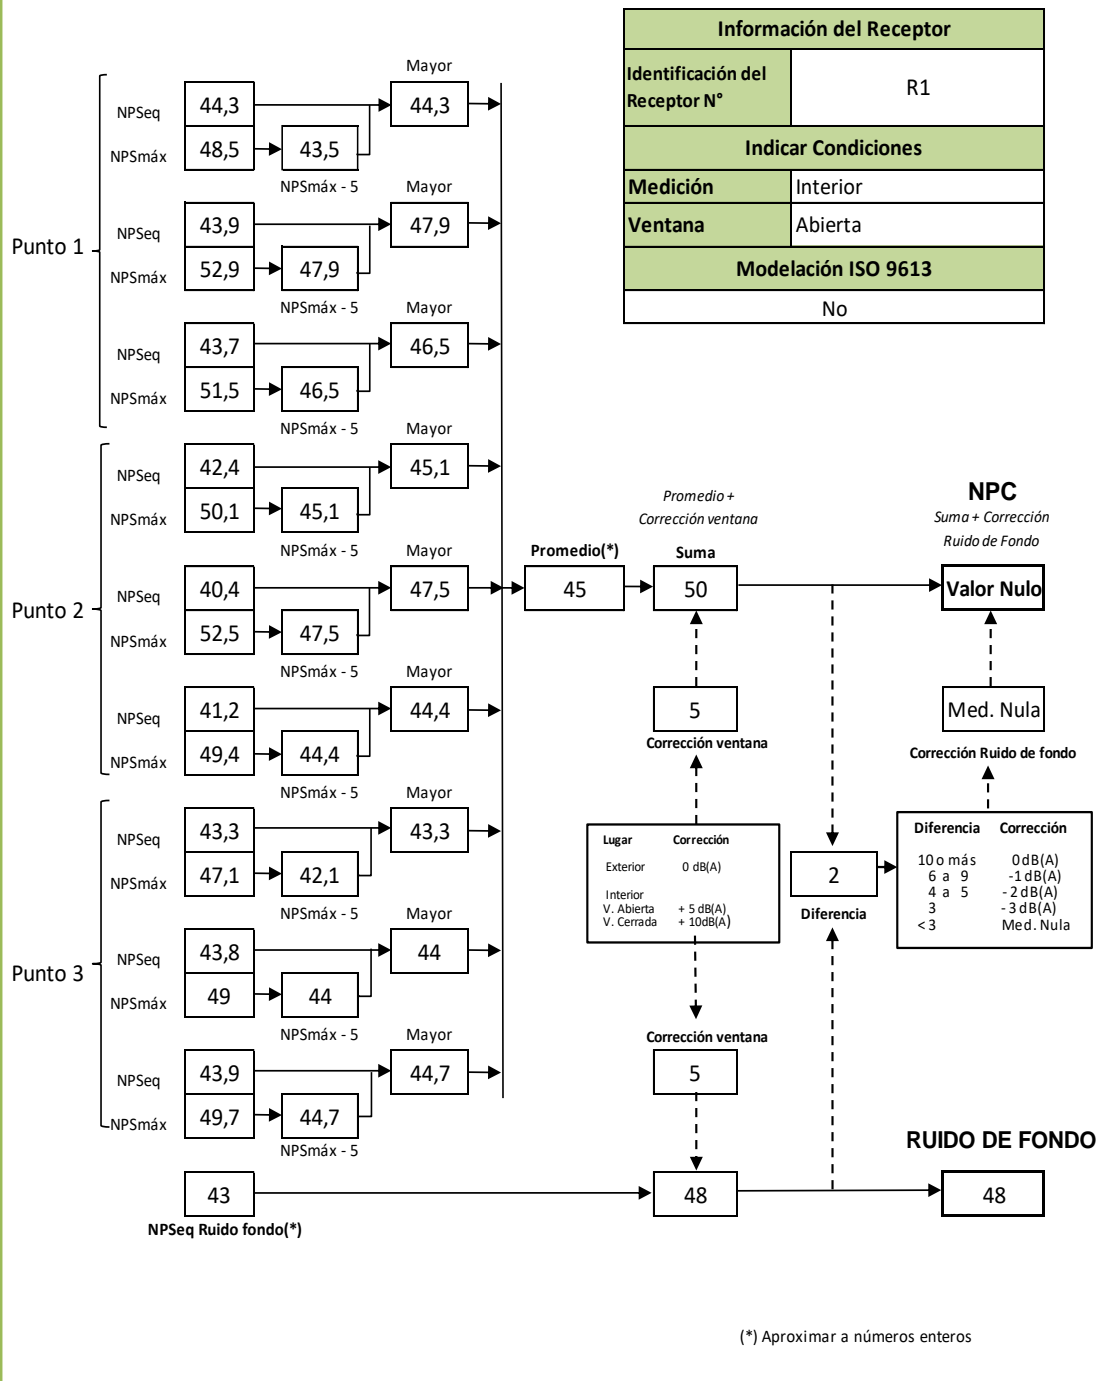 Información del Receptor
Identificación del Receptor N°
R1
Indicar Condiciones
Medición
Interior
Ventana
Abierta
Modelación ISO 9613
No
Punto 1
Mayor
NPSeq
44,3
44,3
NPSmáx
48,5
43,5
NPSmáx - 5
Mayor
NPSeq
43,9
47,9
NPSmáx
52,9
47,9
NPSmáx - 5
Mayor
NPSeq
43,7
46,5
NPSmáx
51,5
46,5
NPSmáx - 5
Punto 2
Mayor
NPSeq
42,4
45,1
NPSmáx
50,1
45,1
NPSmáx - 5
Mayor
NPSeq
40,4
47,5
NPSmáx
52,5
47,5
NPSmáx - 5
Mayor
NPSeq
41,2
44,4
NPSmáx
49,4
44,4
NPSmáx - 5
Punto 3
Mayor
NPSeq
43,3
43,3
NPSmáx
47,1
42,1
NPSmáx - 5
Mayor
NPSeq
43,8
44
NPSmáx
49
44
NPSmáx - 5
Mayor
NPSeq
43,9
44,7
NPSmáx
49,7
44,7
NPSmáx - 5
43
NPSeq Ruido fondo(*)
Promedio(*)
45
Promedio +
Corrección ventana
Suma
50
5
Corrección ventana
Lugar Corrección
Exterior 0 dB(A)
Interior
V. Abierta + 5 dB(A)
V. Cerrada + 10dB(A)
Corrección ventana
5
48
2
Diferencia
NPC
Suma + Corrección
Ruido de Fondo
Valor Nulo
Med. Nula
Corrección Ruido de fondo
Diferencia Corrección
10 o más 0 dB(A)
6 a 9 -1 dB(A)
4 a 5 - 2 dB(A)
3 - 3 dB(A)
< 3 Med. Nula
RUIDO DE FONDO
48
(*) Aproximar a números enteros